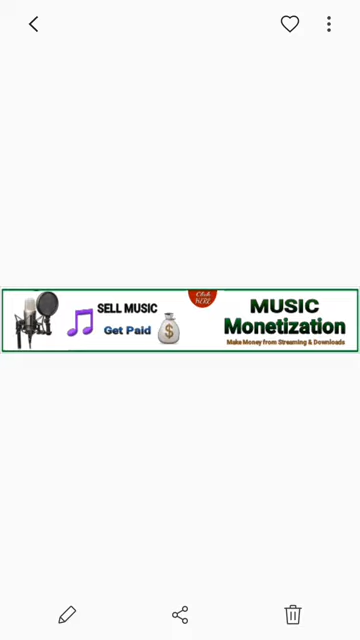 SELL MUSIC
Get Paid
$
Click
HERE
MUSIC
Monetization
Make Money from Streaming & Downloads